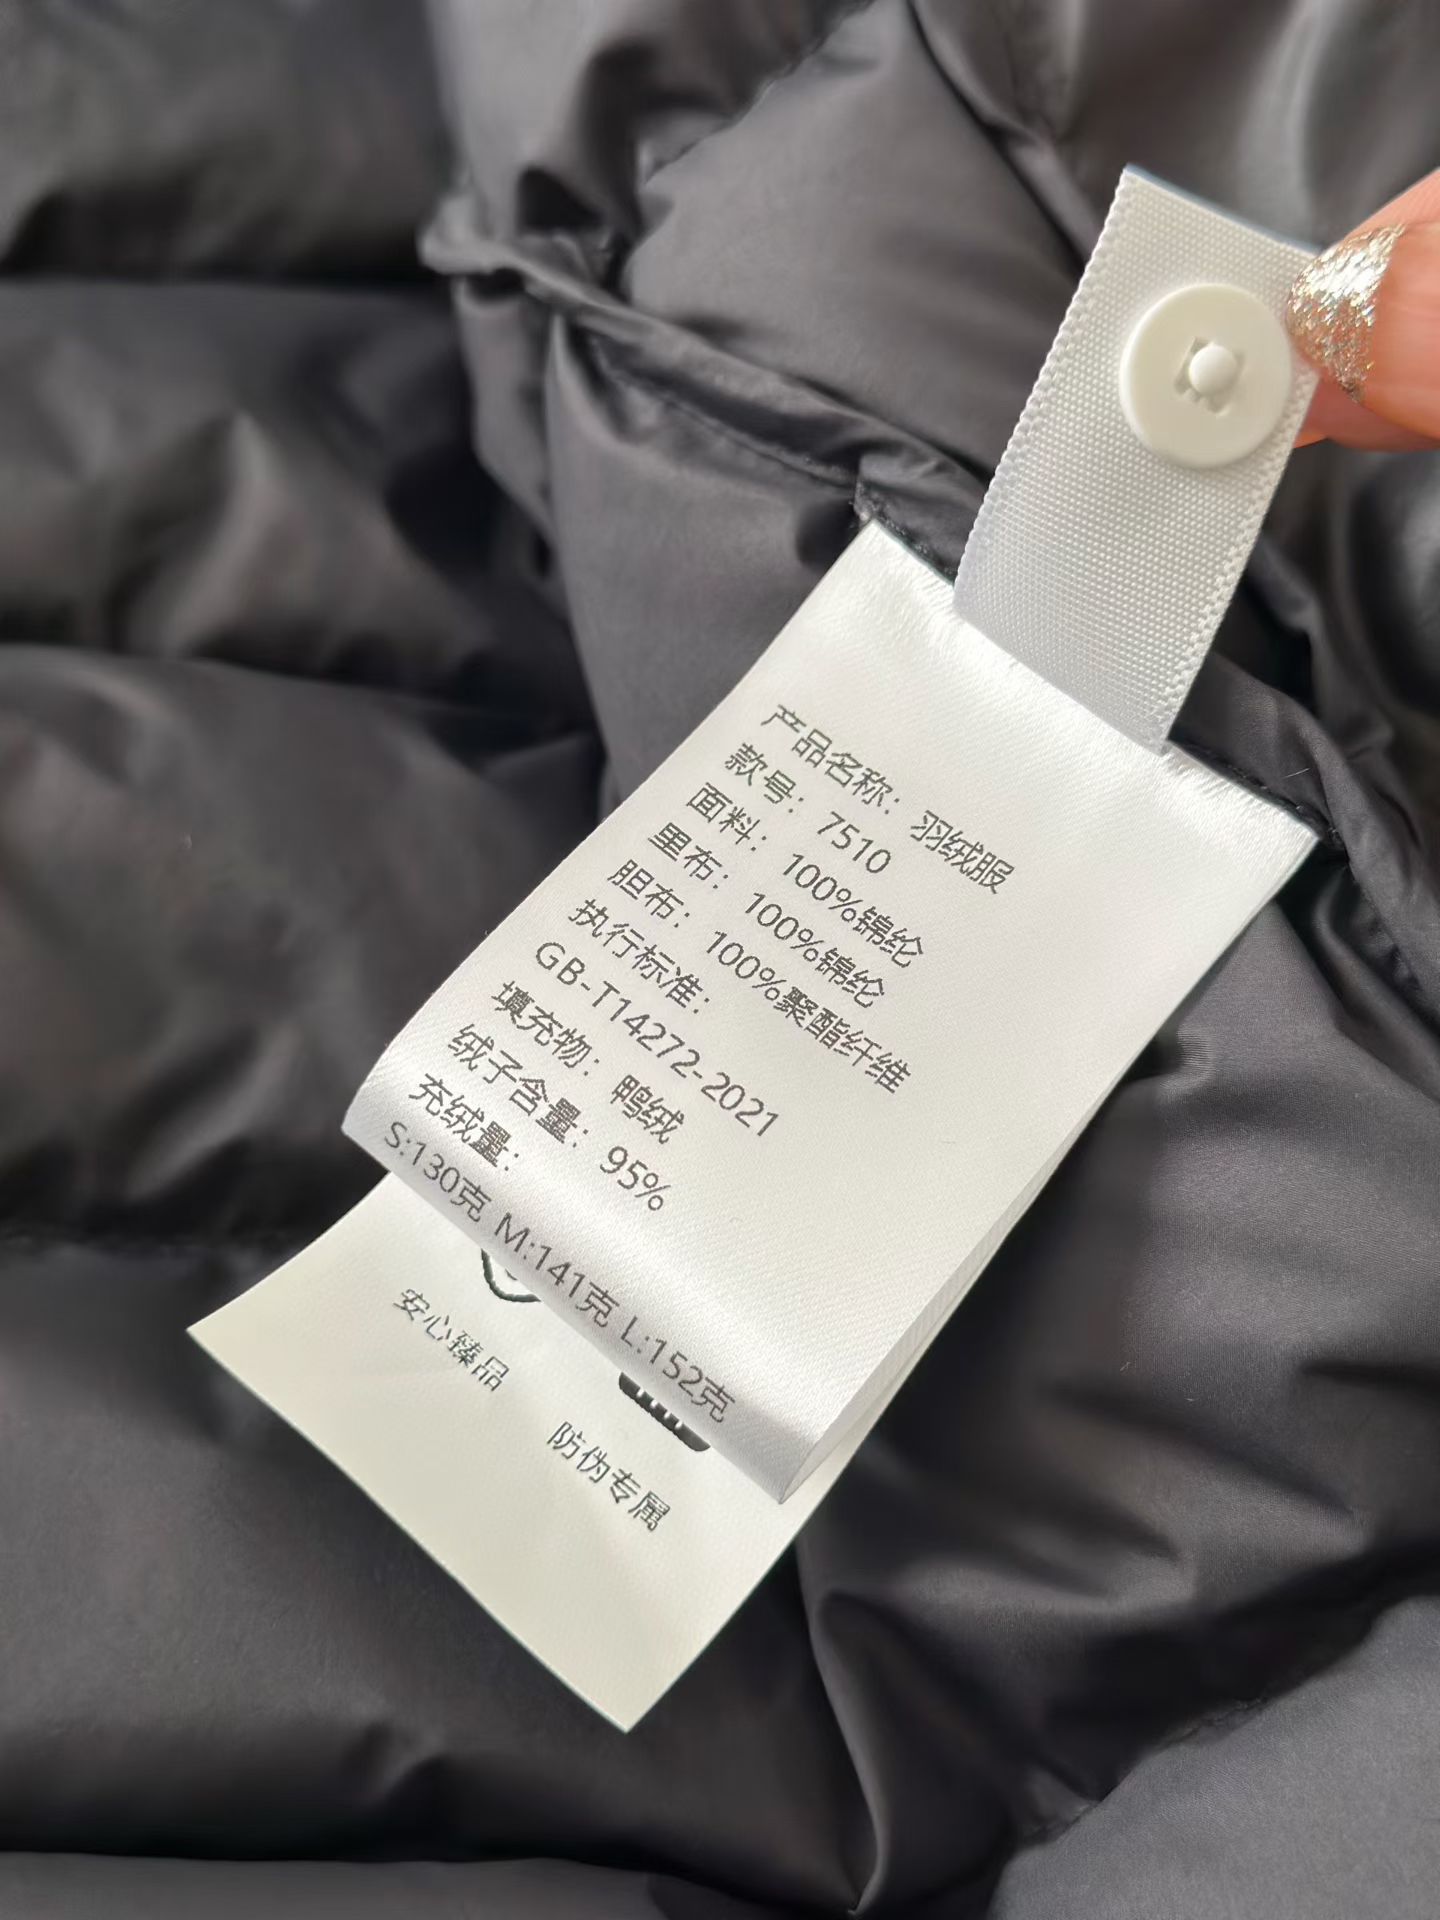 产品名称：羽绒服
款号：7510
面料：100%锦纶
里布：100%锦纶
胆布：100%聚酯纤维
执行标准：
GB-T14272-2021
填充物：鸭绒
绒子含量：95%
充绒量：
S:130克 M:141克 L:152克
安心臻品
防伪专属